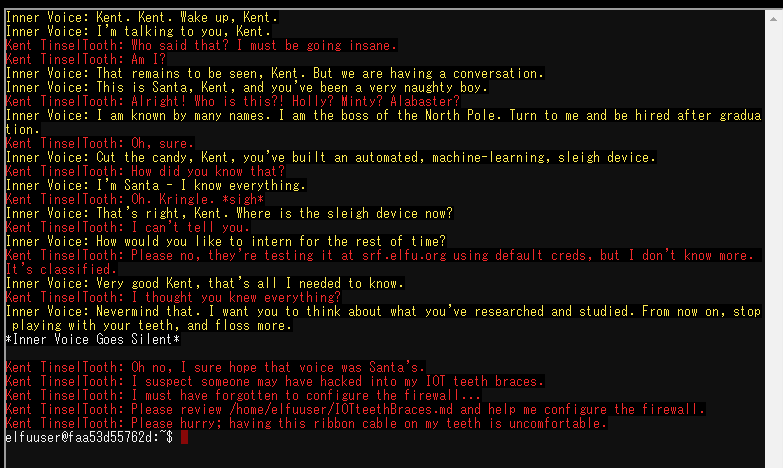 Inner Voice: Kent. Kent. Wake up, Kent.
Inner Voice: I'm talking to you, Kent.
Kent TinselTooth: Who said that? I must be going insane.
Kent TinselTooth: Am I?
Inner Voice: That remains to be seen, Kent. But we are having a conversation.
Inner Voice: This is Santa, Kent, and you've been a very naughty boy.
Kent TinselTooth: Alright! Who is this?! Holly? Minty? Alabaster?
Inner Voice: I am known by many names. I am the boss of the North Pole. Turn to me and be hired after gradua
tion.
Kent TinselTooth: Oh, sure.
Inner Voice: Cut the candy, Kent, you've built an automated, machine-learning, sleigh device.
Kent TinselTooth: How did you know that?
Inner Voice: I'm Santa - I know everything.
Kent TinselTooth: Oh. Kringle. *sigh*
Inner Voice: That's right, Kent. Where is the sleigh device now?
Kent TinselTooth: I can't tell you.
Inner Voice: How would you like to intern for the rest of time?
Kent TinselTooth: Please no, they're testing it at srf.elfu.org using default creds, but I don't know more.
It's classified.
Inner Voice: Very good Kent, that's all I needed to know.
Kent TinselTooth: I thought you knew everything?
Inner Voice: Nevermind that. I want you to think about what you've researched and studied. From now on, stop
playing with your teeth, and floss more.
*Inner Voice Goes Silent*
Kent TinselTooth: Oh no, I sure hope that voice was Santa's.
Kent TinselTooth: I suspect someone may have hacked into my IOT teeth braces.
Kent TinselTooth: I must have forgotten to configure the firewall...
Kent TinselTooth: Please review /home/elfuuser/IOTteethBraces.md and help me configure the firewall.
Kent TinselTooth: Please hurry; having this ribbon cable on my teeth is uncomfortable.
elfuuser@faa53d55762d:~$